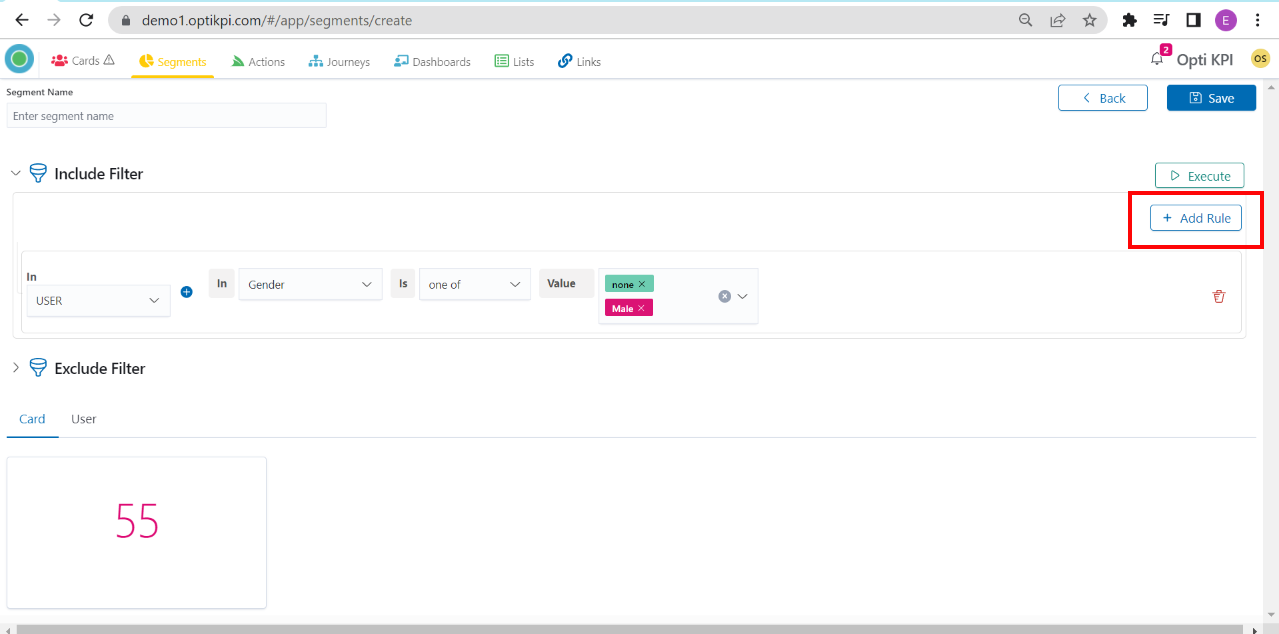 demo1.optikpi.com/#/app/segments/create
E
Cards Segments Actions Journeys Dashboards Lists Links
2
Opti KPI
OS
Segment Name
Enter segment name
Back
Save
Include Filter
Execute
+ Add Rule
In
USER
In
Gender
Is
one of
Value
none ×
Male ×
Exclude Filter
Card User
55